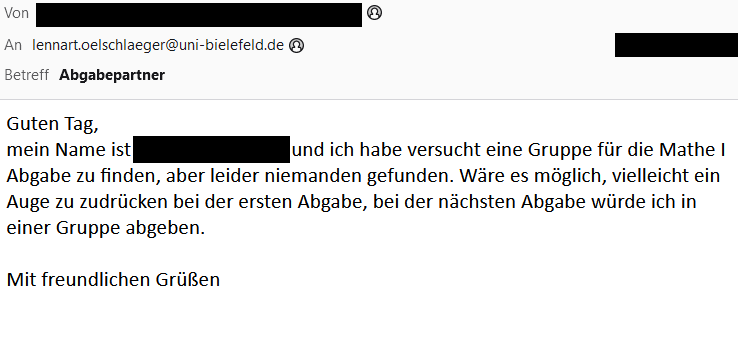 Von
An lennart.oelschlaeger@uni-bielefeld.de
Betreff Abgabepartner
Guten Tag,
mein Name ist und ich habe versucht eine Gruppe für die Mathe I
Abgabe zu finden, aber leider niemanden gefunden. Wäre es möglich, vielleicht ein
Auge zu zudrücken bei der ersten Abgabe, bei der nächsten Abgabe würde ich in
einer Gruppe abgeben.
Mit freundlichen Grüßen